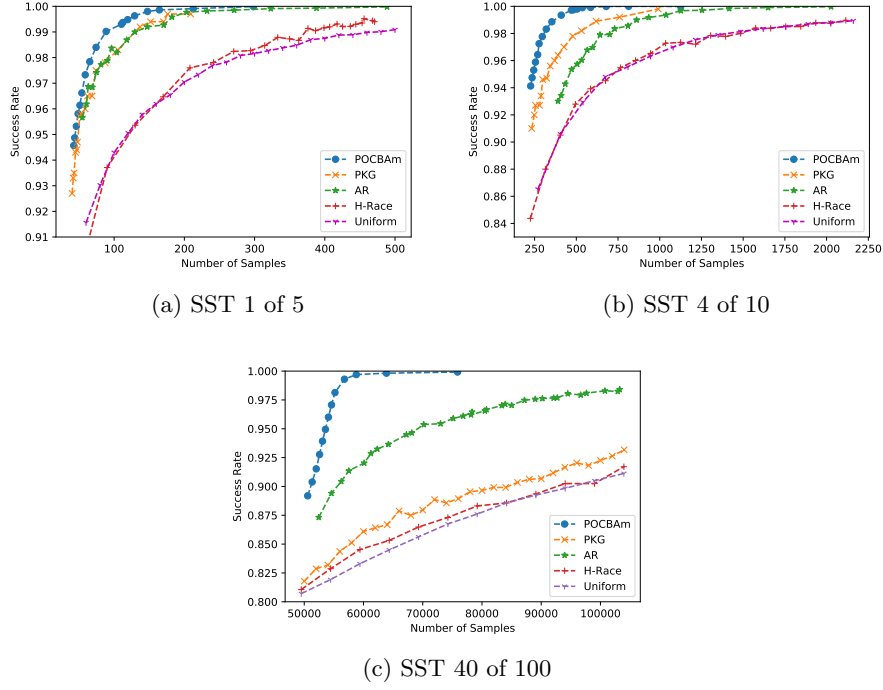 1.00
0.99
0.98
0.97
0.96
0.95
0.94
0.93
0.92
0.91
Success Rate
100
200
300
400
500
Number of Samples
POCBAm
PKG
AR
H-Race
Uniform
(a) SST 1 of 5
1.00
0.98
0.96
0.94
0.92
0.90
0.88
0.86
0.84
Success Rate
250
500
750
1000
1250
1500
1750
2000
2250
Number of Samples
POCBAm
PKG
AR
H-Race
Uniform
(b) SST 4 of 10
1.000
0.975
0.950
0.925
0.900
0.875
0.850
0.825
0.800
Success Rate
50000
60000
70000
80000
90000
100000
Number of Samples
POCBAm
PKG
AR
H-Race
Uniform
(c) SST 40 of 100